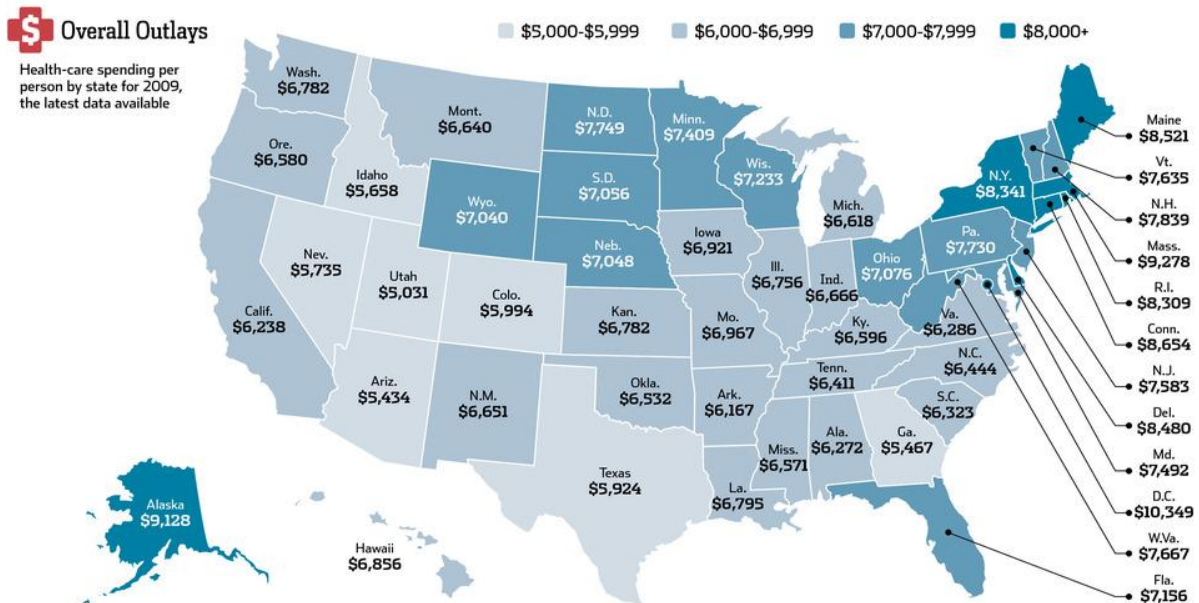 $ Overall Outlays
Health-care spending per
person by state for 2009,
the latest data available
$5,000-$5,999
$6,000-$6,999
$7,000-$7,999
$8,000+
Wash.
$6,782
Ore.
$6,580
Calif.
$6,238
Idaho
$5,658
Nev.
$5,735
Utah
$5,031
Ariz.
$5,434
Mont.
$6,640
Wyo.
$7,040
Colo.
$5,994
N.M.
$6,651
N.D.
$7,749
S.D.
$7,056
Neb.
$7,048
Kan.
$6,782
Okla.
$6,532
Texas
$5,924
Minn.
$7,409
Iowa
$6,921
Mo.
$6,967
Ark.
$6,167
La.
$6,795
Wis.
$7,233
Ill.
$6,756
Mich.
$6,618
Ind.
$6,666
Ohio
$7,076
Ky.
$6,596
Tenn.
$6,411
Miss.
$6,571
Ala.
$6,272
Ga.
$5,467
S.C.
$6,323
N.C.
$6,444
Va.
$6,286
Pa.
$7,730
N.Y.
$8,341
Maine
$8,521
Vt.
$7,635
N.H.
$7,839
Mass.
$9,278
R.I.
$8,309
Conn.
$8,654
N.J.
$7,583
Del.
$8,480
Md.
$7,492
D.C.
$10,349
W.Va.
$7,667
Fla.
$7,156
Alaska
$9,128
Hawaii
$6,856